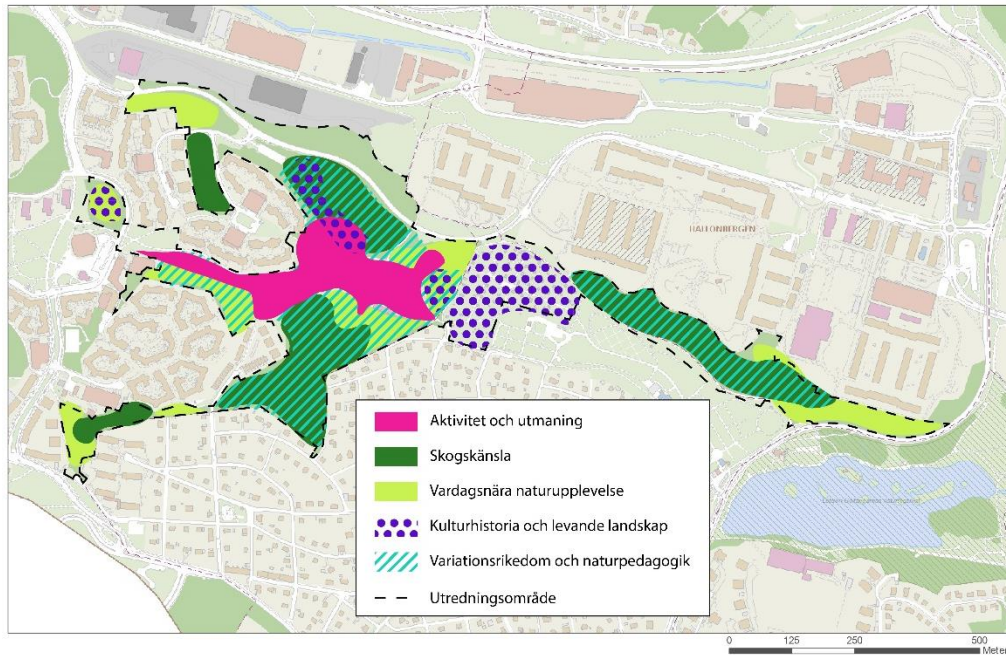 HALLONBERGEN
Aktivitet och utmaning
Skogskänsla
Vardagsnära naturupplevelse
Kulturhistoria och levande landskap
Variationsrikedom och naturpedagogik
Utredningsområde
0 125 250 500
Meter